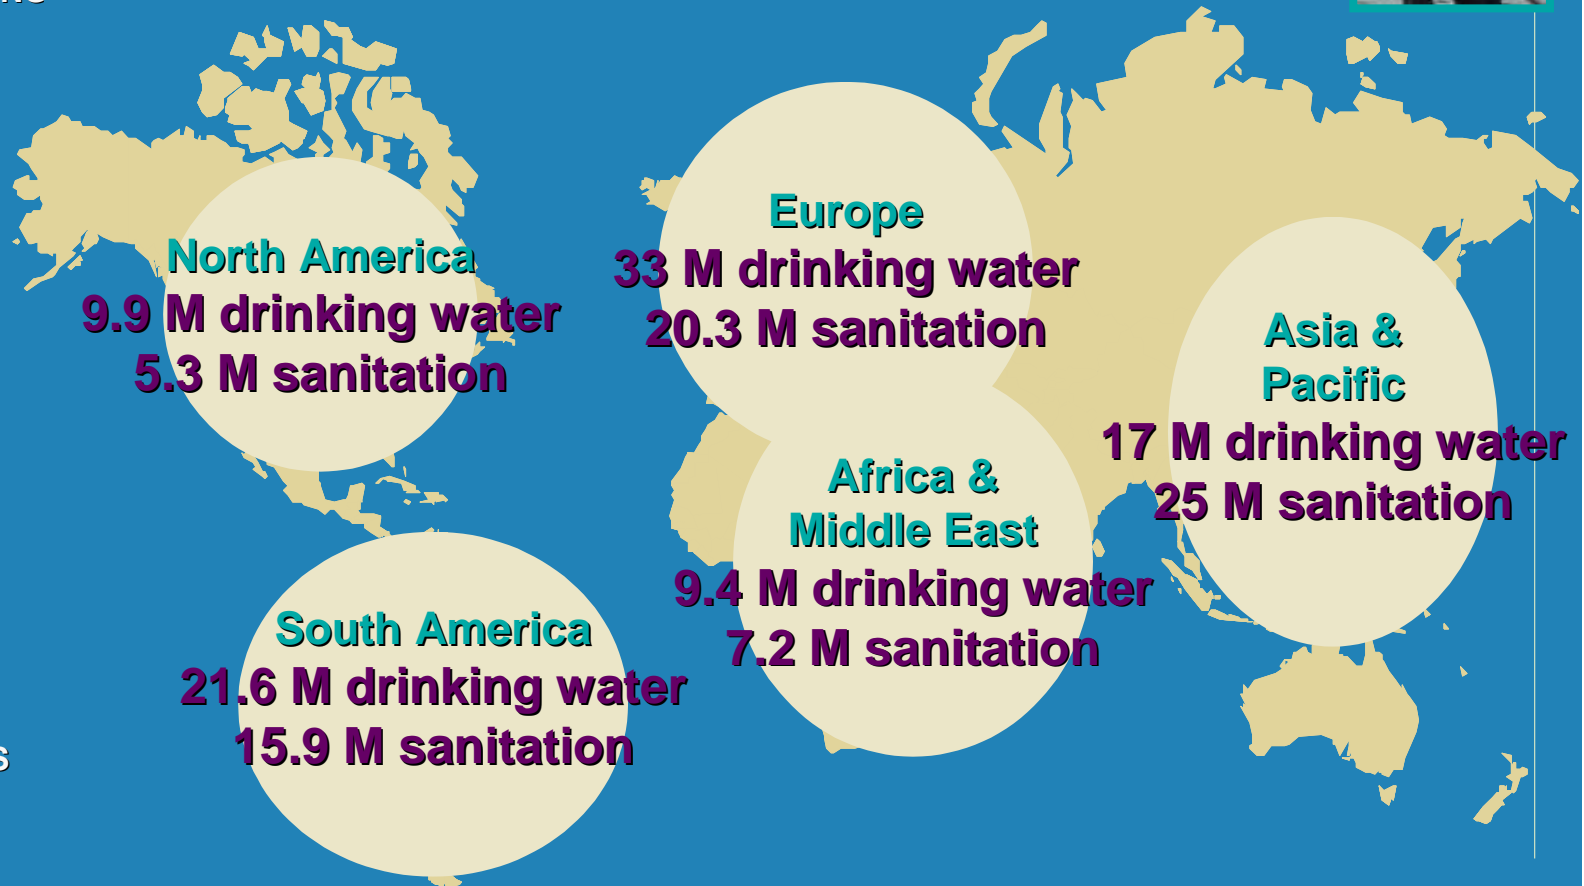 North America
9.9 M drinking water
5.3 M sanitation
Europe
33 M drinking water
20.3 M sanitation
Asia &
Pacific
17 M drinking water
25 M sanitation
Africa &
Middle East
9.4 M drinking water
7.2 M sanitation
South America
21.6 M drinking water
15.9 M sanitation